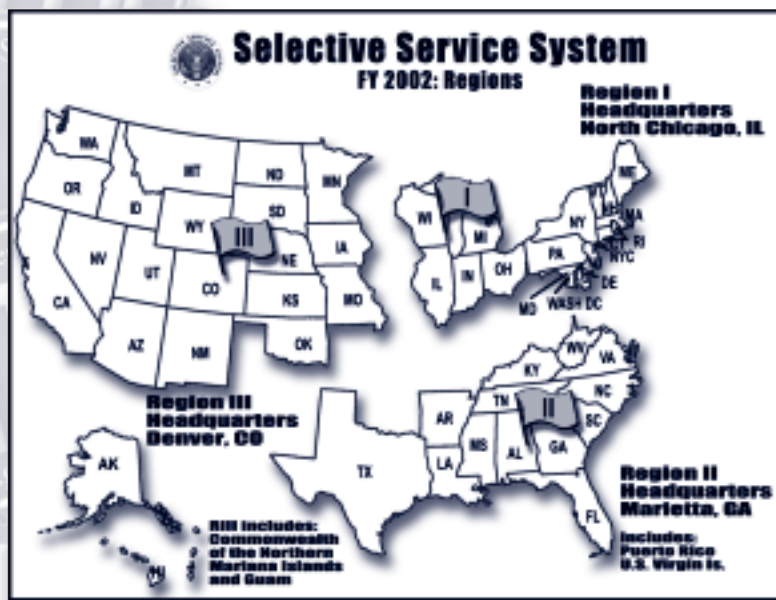 Selective Service System
FY 2002: Regions
Region I
Headquarters
North Chicago, IL
WA
MT
ND
MN
OR
ID
SD
WY
III
IA
NE
NV
UT
CO
KS
MO
CA
AZ
NM
OK
I
WI
MI
IL
IN
OH
PA
NY
ME
MA
RI
NYC
DE
MD
WASH DC
Region III
Headquarters
Denver, CO
KY
VA
TN
NC
II
SC
AR
MS
AL
GA
LA
TX
FL
Region II
Headquarters
Marietta, GA
Includes:
Puerto Rico
U.S. Virgin Is.
AK
RIII Includes:
Commonwealth
of the Northern
Mariana Islands
and Guam